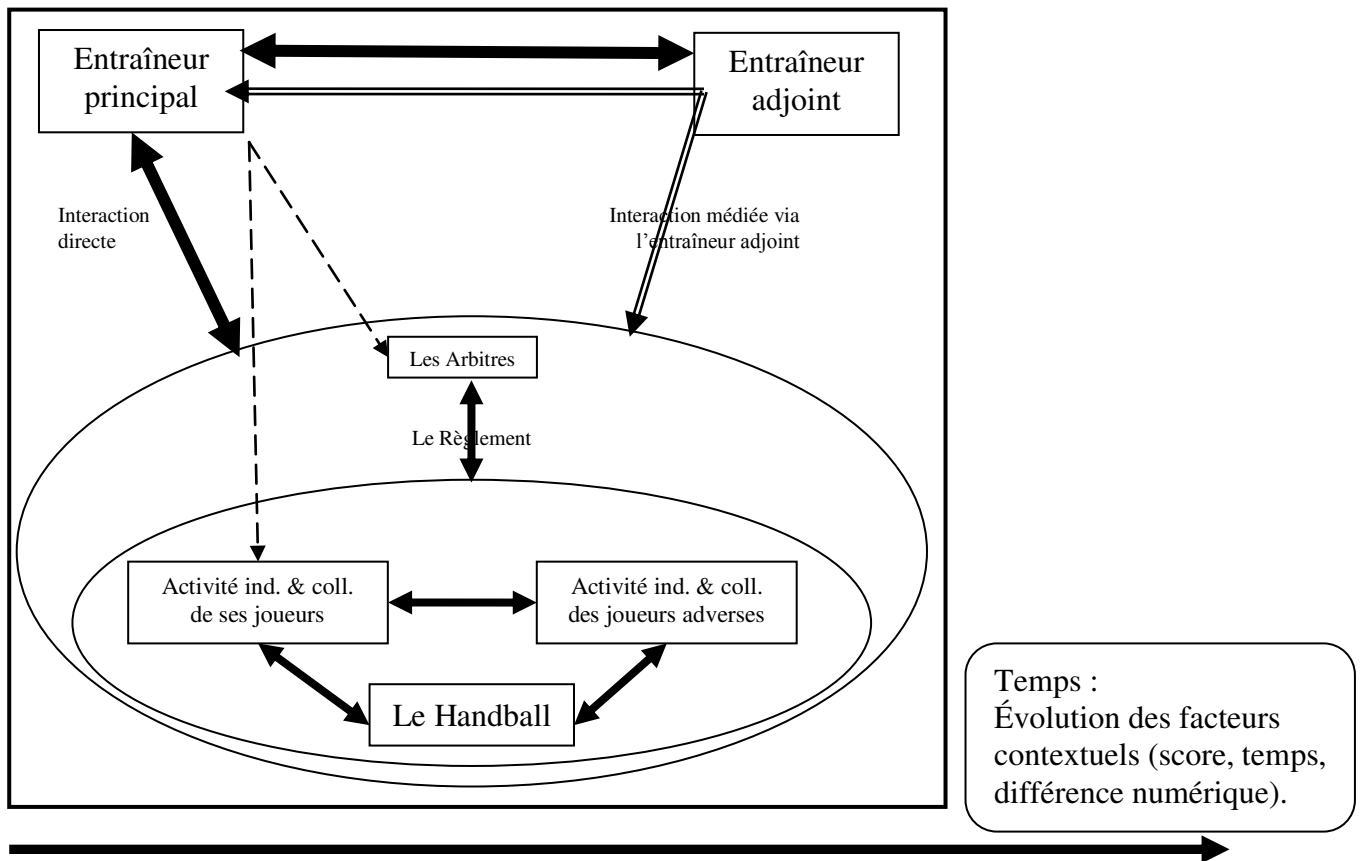 Entraîneur
principal
Entraîneur
adjoint
Interaction
directe
Interaction médiée via
l'entraîneur adjoint
Les Arbitres
Le Règlement
Activité ind. & coll.
de ses joueurs
Activité ind. & coll.
des joueurs adverses
Le Handball
Temps :
Évolution des facteurs
contextuels (score, temps,
différence numérique).